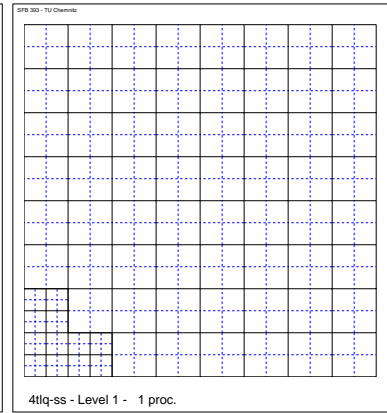 SFB 393 - TU Chemnitz
4tlq-ss - Level 1 - 1 proc.